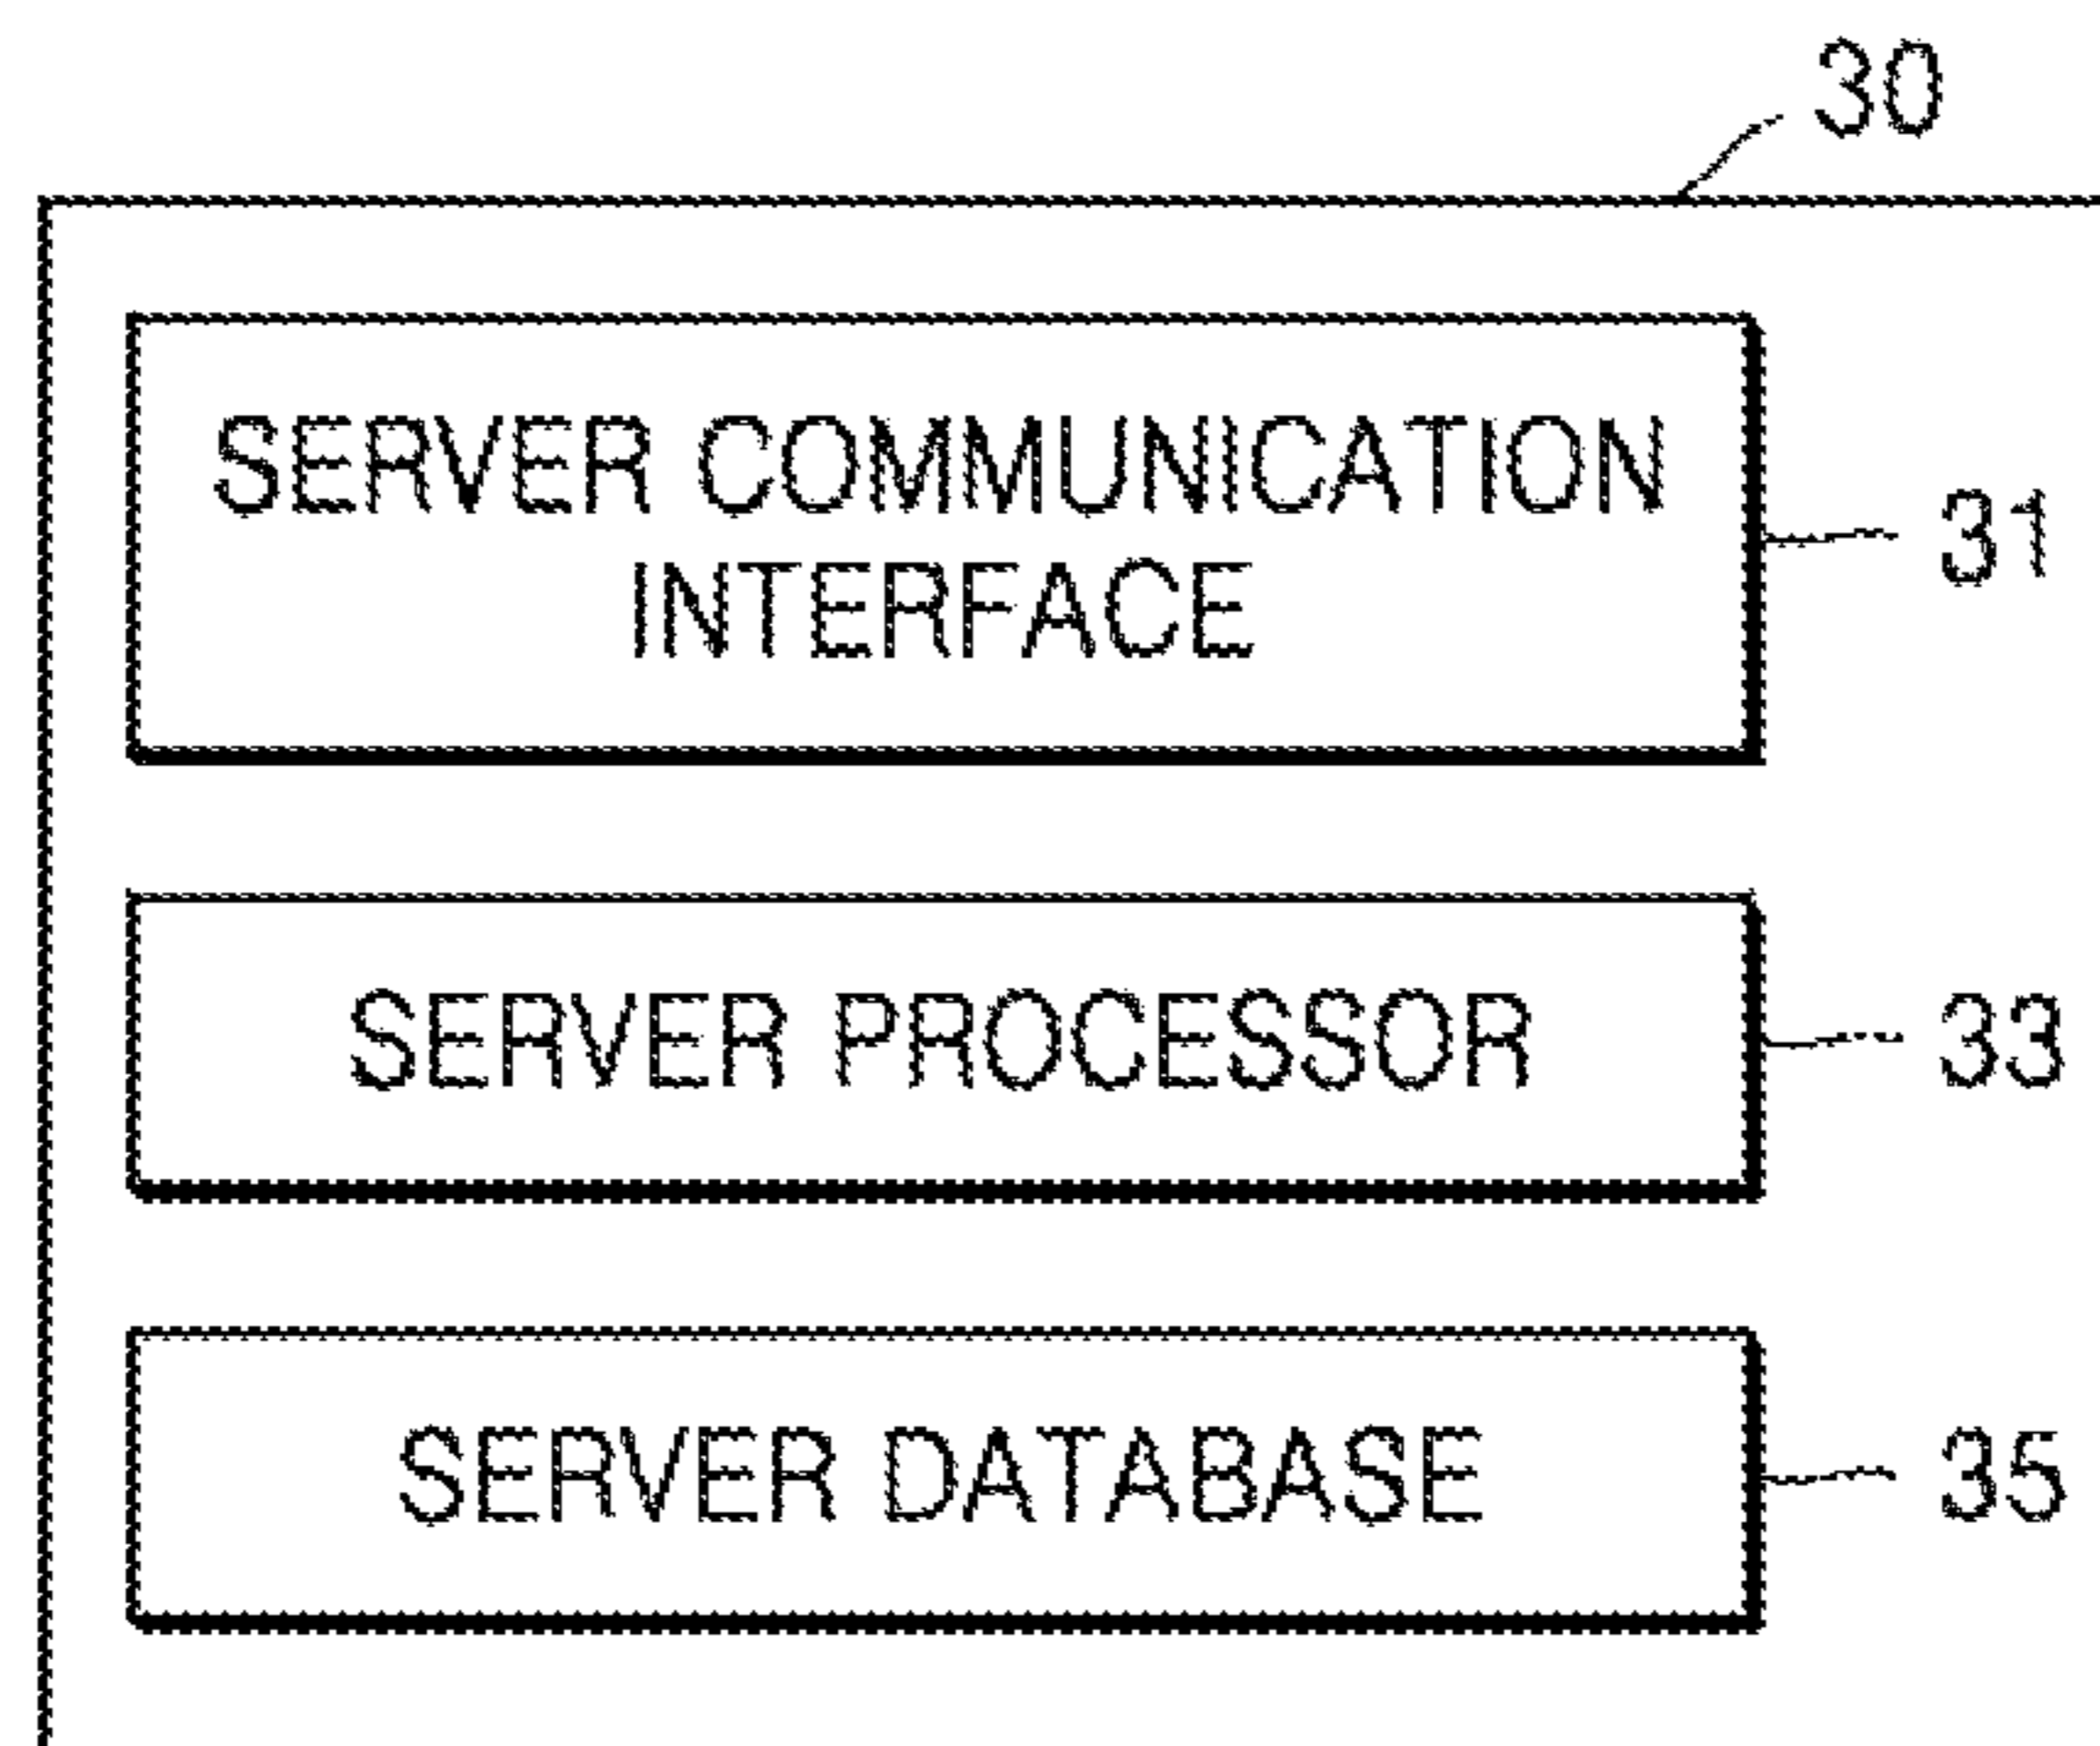 30
SERVER COMMUNICATION
INTERFACE
31
SERVER PROCESSOR
33
SERVER DATABASE
35